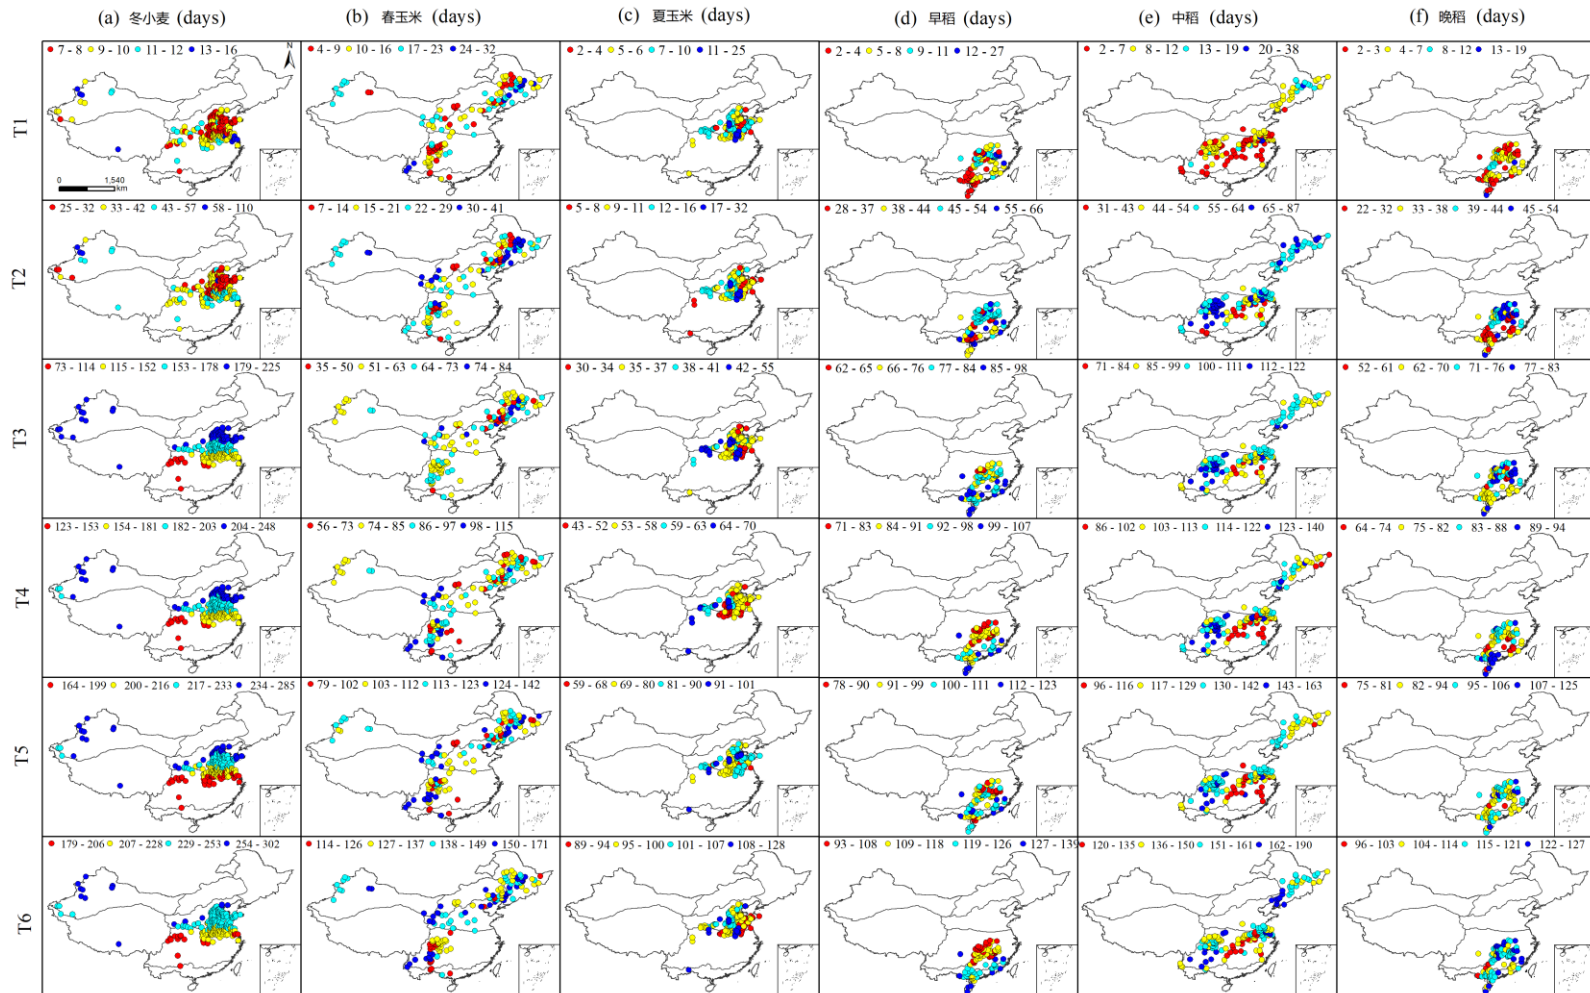 (a) 冬小麦 (days) (b) 春玉米 (days) (c) 夏玉米 (days) (d) 早稻 (days) (e) 中稻 (days) (f) 晚稻 (days)
T1 7 - 8 9 - 10 11 - 12 13 - 16 4 - 9 10 - 16 17 - 23 24 - 32 2 - 4 5 - 6 7 - 10 11 - 25 2 - 4 5 - 8 9 - 11 12 - 27 2 - 7 8 - 12 13 - 19 20 - 38 2 - 3 4 - 7 8 - 12 13 - 19
N
0 1,540
km
T2 25 - 32 33 - 42 43 - 57 58 - 110 7 - 14 15 - 21 22 - 29 30 - 41 5 - 8 9 - 11 12 - 16 17 - 32 28 - 37 38 - 44 45 - 54 55 - 66 31 - 43 44 - 54 55 - 64 65 - 87 22 - 32 33 - 38 39 - 44 45 - 54
T3 73 - 114 115 - 152 153 - 178 179 - 225 35 - 50 51 - 63 64 - 73 74 - 84 30 - 34 35 - 37 38 - 41 42 - 55 62 - 65 66 - 76 77 - 84 85 - 98 71 - 84 85 - 99 100 - 111 112 - 122 52 - 61 62 - 70 71 - 76 77 - 83
T4 123 - 153 154 - 181 182 - 203 204 - 248 56 - 73 74 - 85 86 - 97 98 - 115 43 - 52 53 - 58 59 - 63 64 - 70 71 - 83 84 - 91 92 - 98 99 - 107 86 - 102 103 - 113 114 - 122 123 - 140 64 - 74 75 - 82 83 - 88 89 - 94
T5 164 - 199 200 - 216 217 - 233 234 - 285 79 - 102 103 - 112 113 - 123 124 - 142 59 - 68 69 - 80 81 - 90 91 - 101 78 - 90 91 - 99 100 - 111 112 - 123 96 - 116 117 - 129 130 - 142 143 - 163 75 - 81 82 - 94 95 - 106 107 - 125
T6 179 - 206 207 - 228 229 - 253 254 - 302 114 - 126 127 - 137 138 - 149 150 - 171 89 - 94 95 - 100 101 - 107 108 - 128 93 - 108 109 - 118 119 - 126 127 - 139 120 - 135 136 - 150 151 - 161 162 - 190 96 - 103 104 - 114 115 - 121 122 - 127